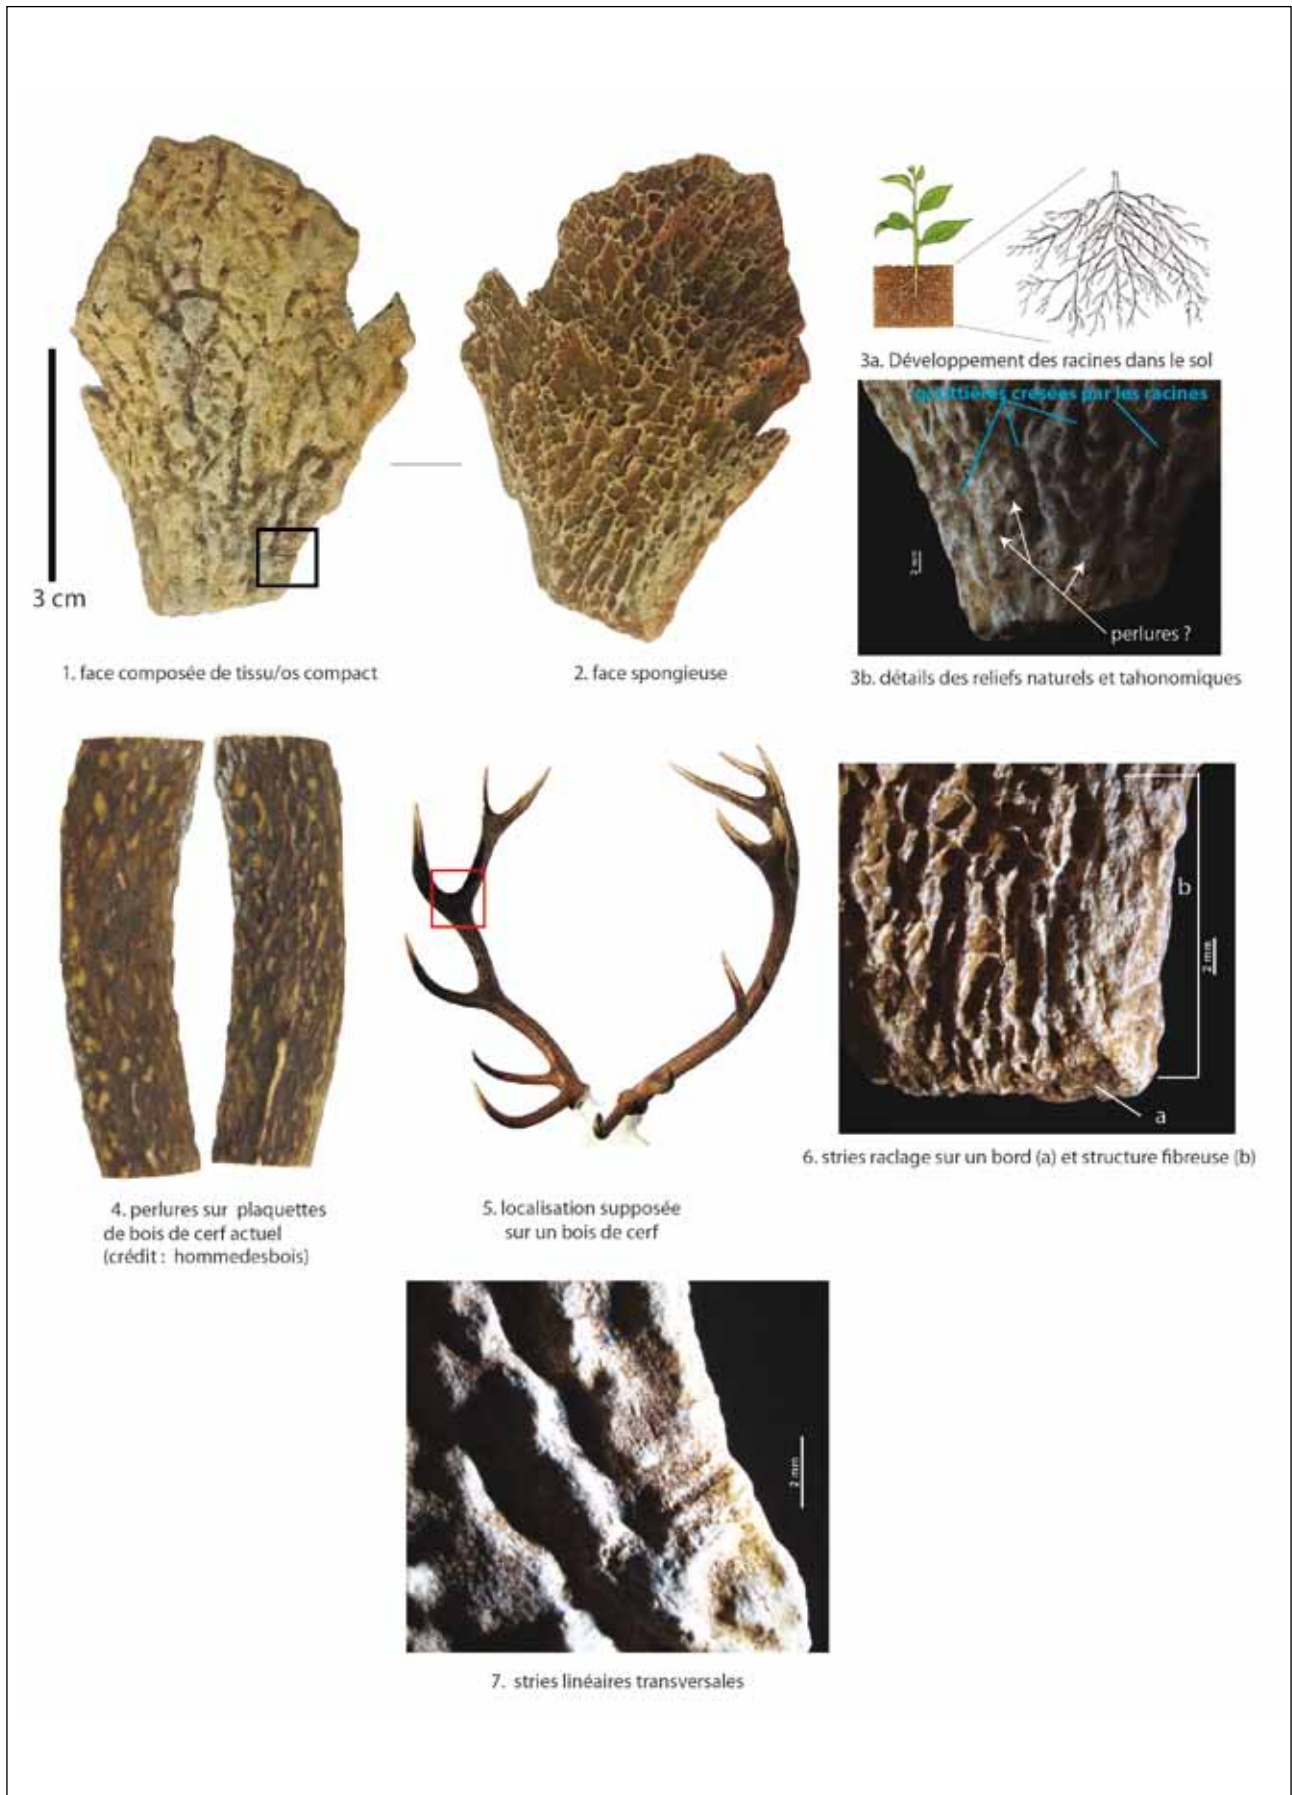 3 cm
1. face composée de tissu/os compact
2. face spongieuse
3a. Développement des racines dans le sol
gouttières cresées par les racines
2 mm
perlures ?
3b. détails des reliefs naturels et tahonomiques
4. perlures sur plaquettes
de bois de cerf actuel
(crédit : hommedesbois)
5. localisation supposée
sur un bois de cerf
b
2 mm
a
6. stries raclage sur un bord (a) et structure fibreuse (b)
2 mm
7. stries linéaires transversales